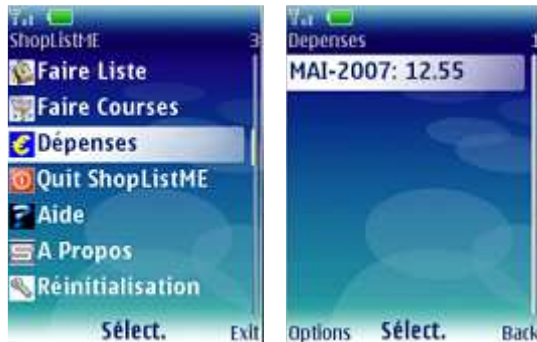 ShopListME 3
Faire Liste
Faire Courses
Dépenses
Quit ShopListME
Aide
A Propos
Réinitialisation
Sélect. Exit
Depenses 1
MAI-2007: 12.55
Options Sélect. Back